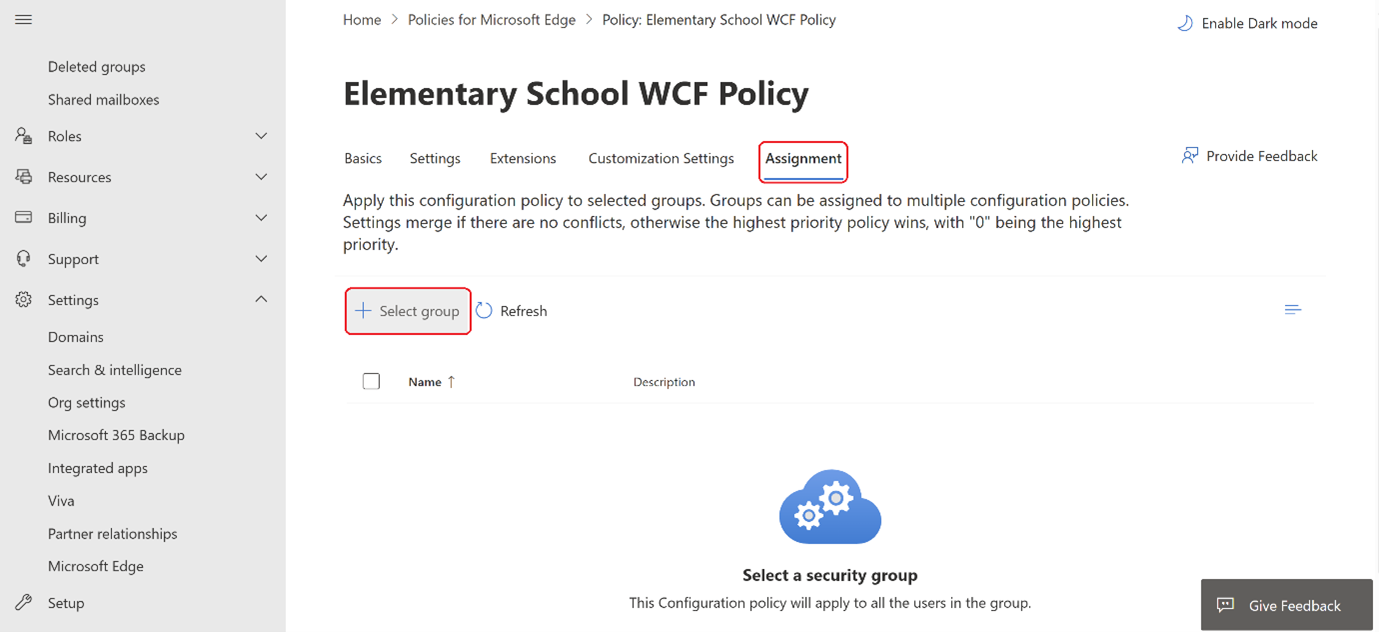 Deleted groups
Shared mailboxes
Roles
Resources
Billing
Support
Settings
Domains
Search & intelligence
Org settings
Microsoft 365 Backup
Integrated apps
Viva
Partner relationships
Microsoft Edge
Setup
Home > Policies for Microsoft Edge > Policy: Elementary School WCF Policy
Enable Dark mode
Elementary School WCF Policy
Basics Settings Extensions Customization Settings Assignment
Provide Feedback
Apply this configuration policy to selected groups. Groups can be assigned to multiple configuration policies.
Settings merge if there are no conflicts, otherwise the highest priority policy wins, with "0" being the highest
priority.
+ Select group Refresh
Name ↑ Description
Select a security group
This Configuration policy will apply to all the users in the group.
Give Feedback